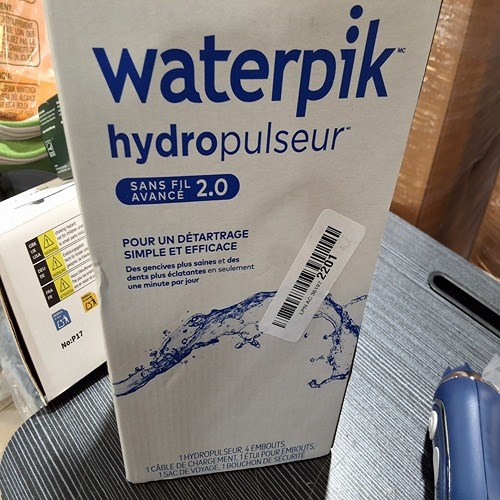 waterpik MC
hydropulseur
SANS FIL
AVANCÉ 2.0
POUR UN DÉTARTRAGE
SIMPLE ET EFFICACE
Des gencives plus saines et des
dents plus éclatantes en seulement
une minute par jour
2201
1 HYDROPULSEUR, 4 EMBOUTS,
1 CÂBLE DE CHARGEMENT, 1 ÉTUI POUR EMBOUTS,
1 SAC DE VOYAGE, 1 BOUCHON DE SÉCURITÉ
No:P17